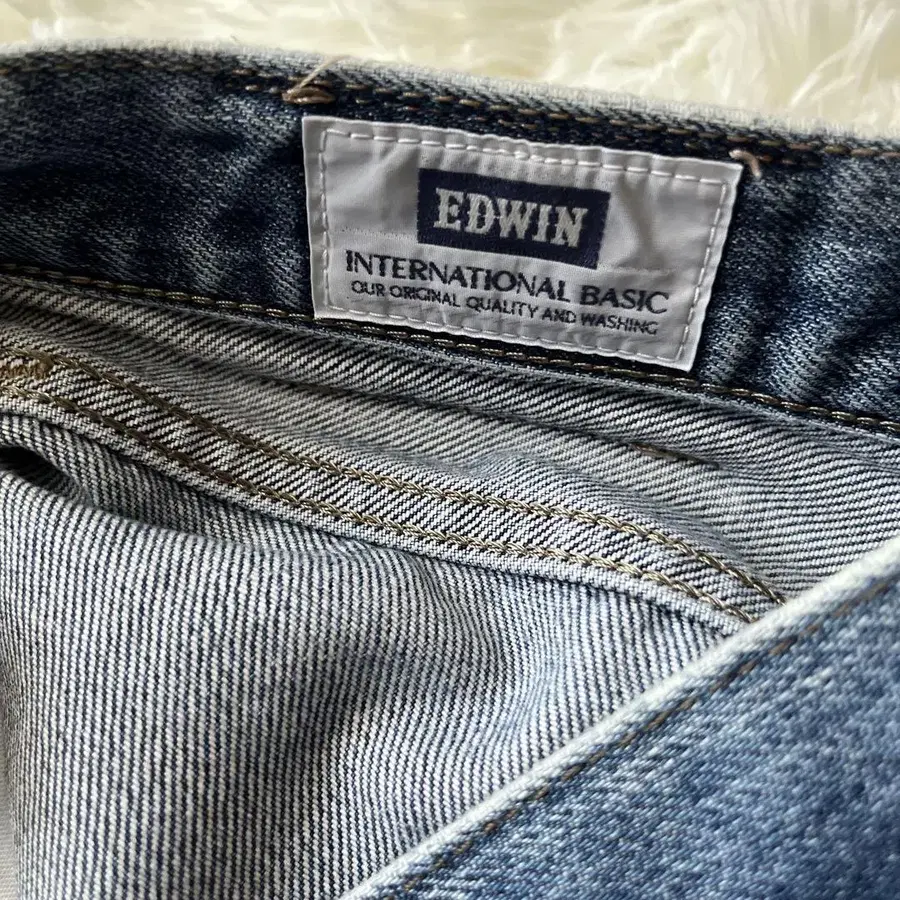 EDWIN
INTERNATIONAL BASIC
OUR ORIGINAL QUALITY AND WASHING